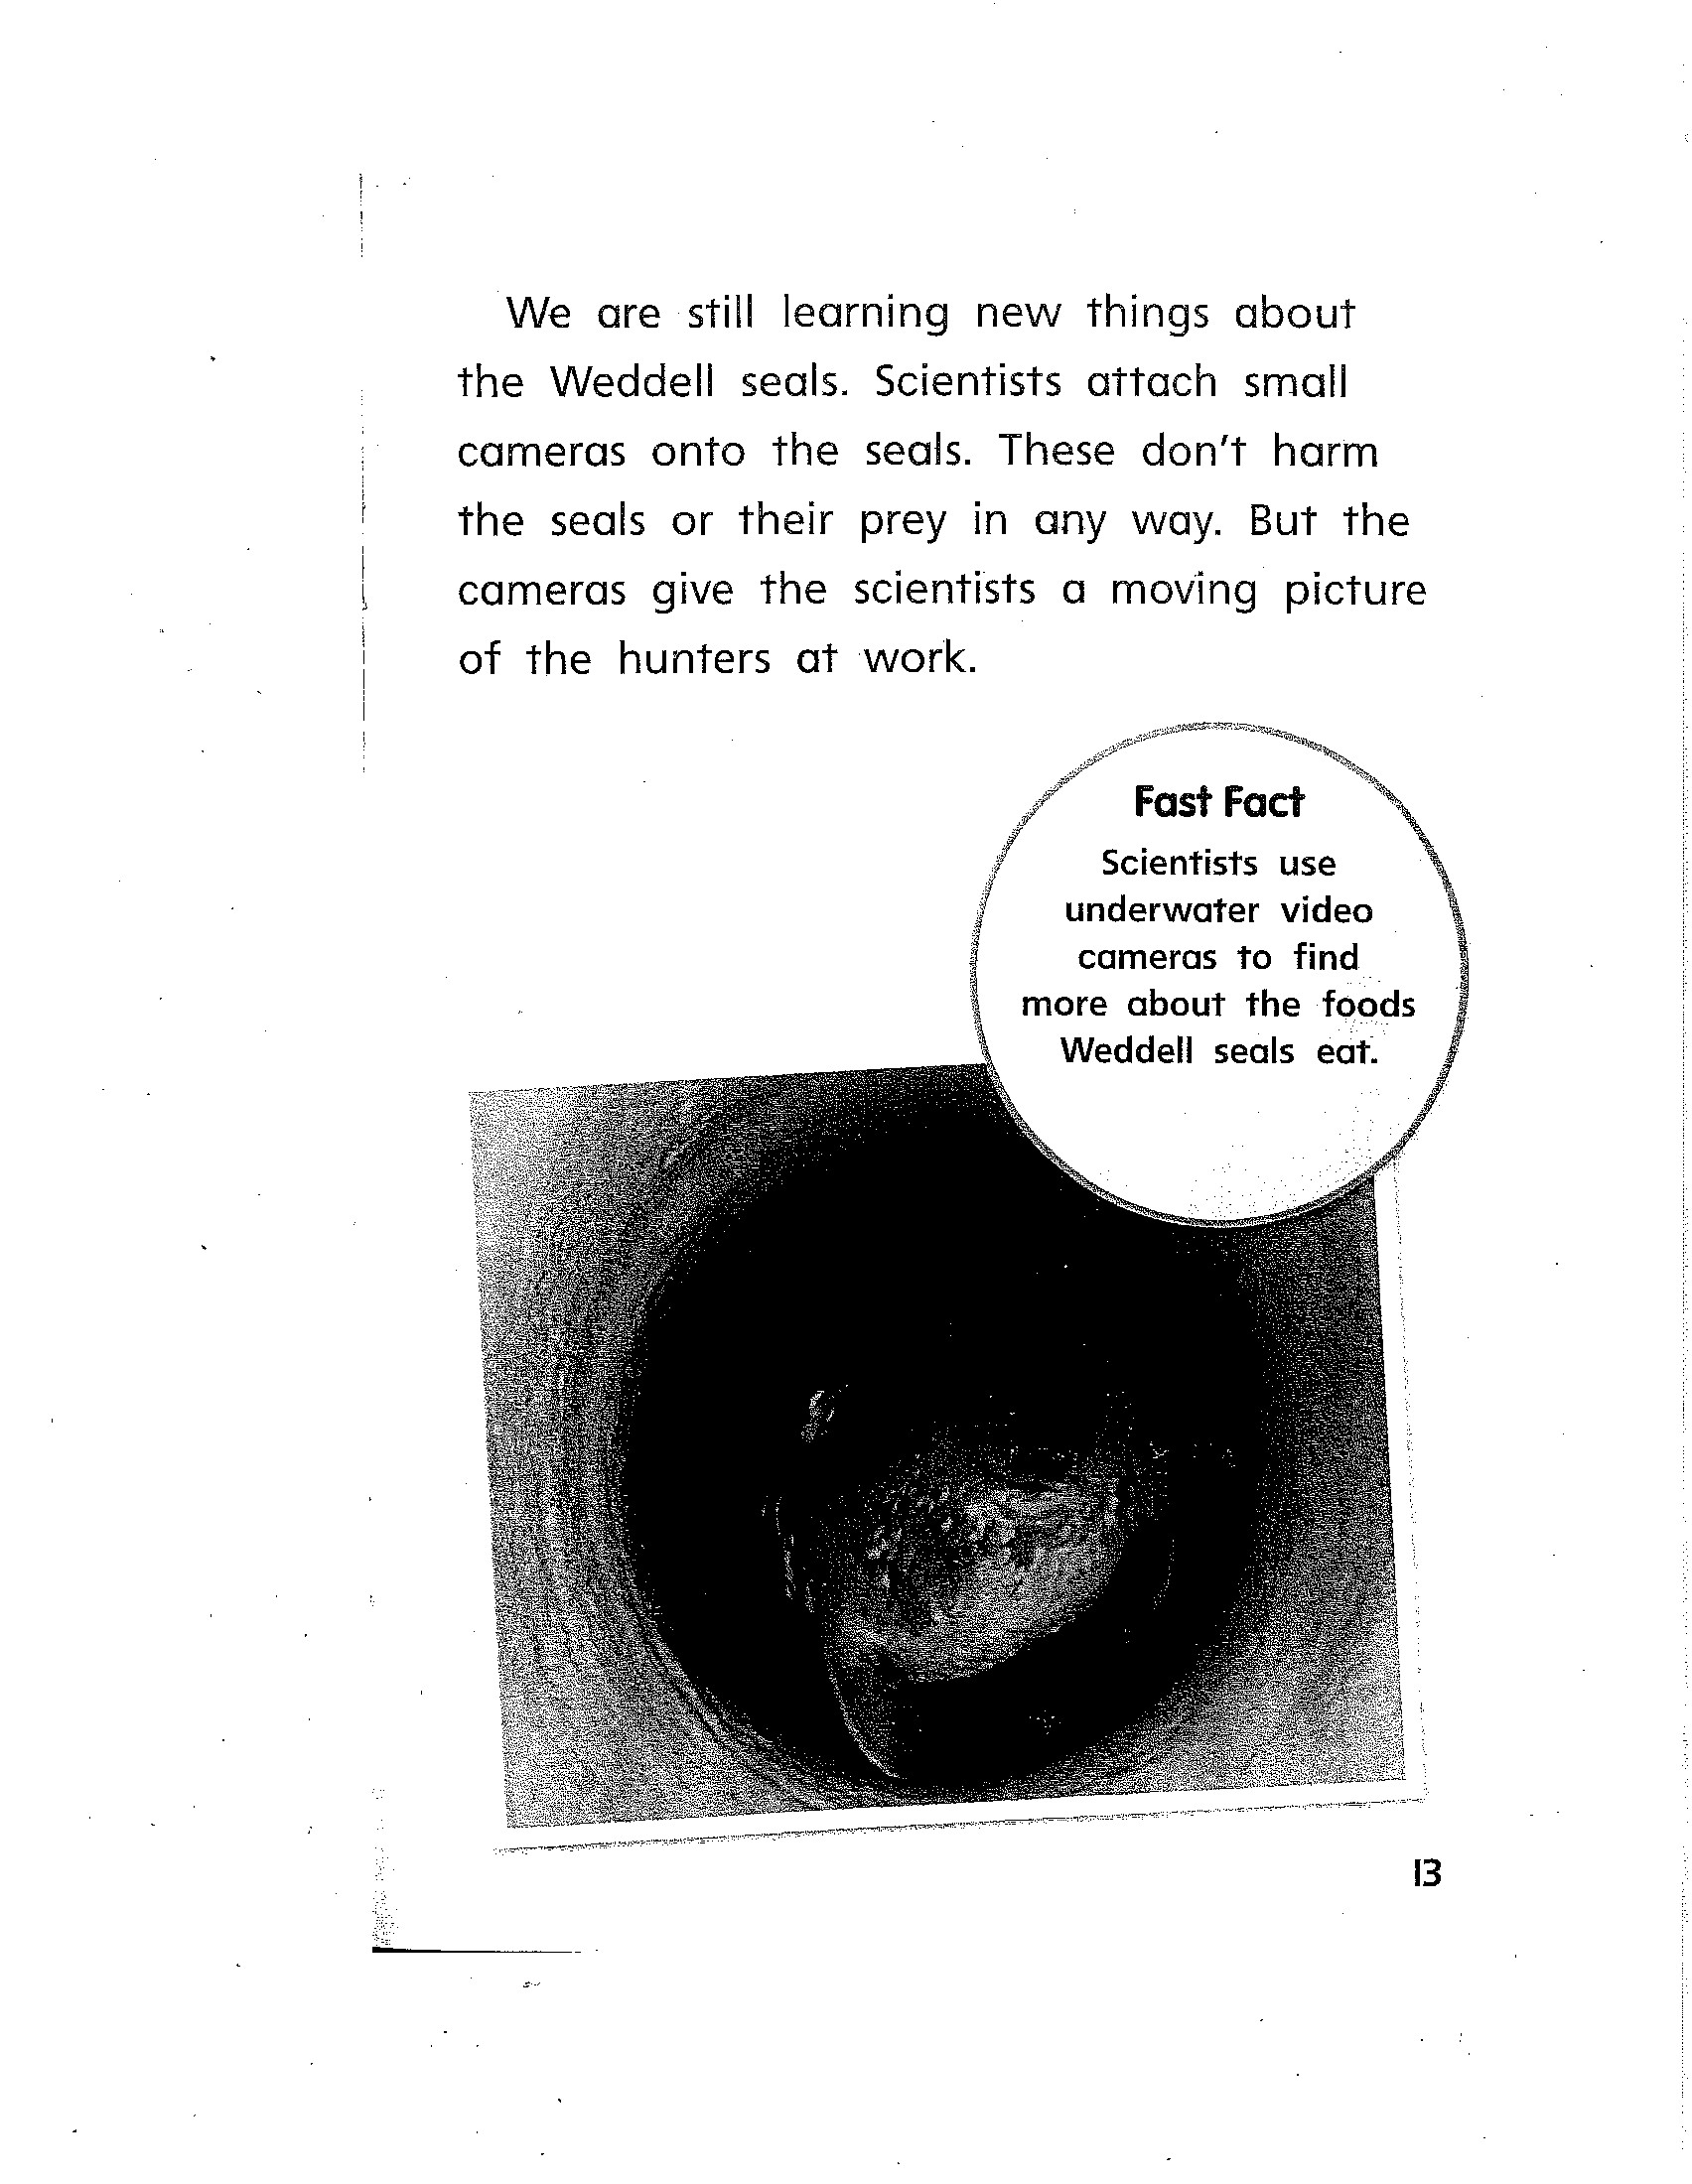 We are still learning new things about
the Weddell seals. Scientists attach small
cameras onto the seals. These don't harm
the seals or their prey in any way. But the
cameras give the scientists a moving picture
of the hunters at work.
Fast Fact
Scientists use
underwater video
cameras to find
more about the foods
Weddell seals eat.
13